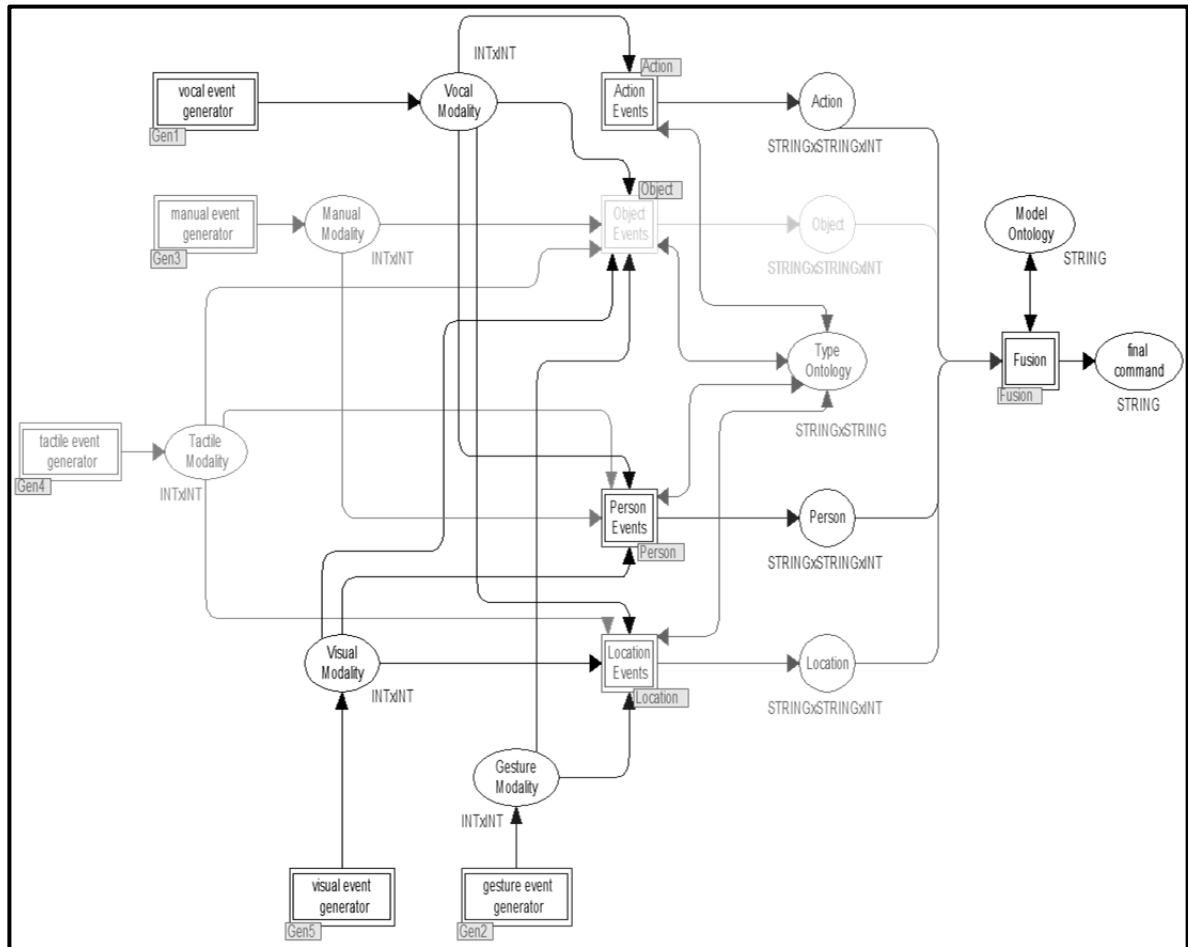 INTxINT
Action
vocal event
generator
Gen1
Vocal
Modality
Action
Events
Action
STRINGxSTRINGxINT
Object
manual event
generator
Gen3
Manual
Modality
INTxINT
Object
Events
Object
STRINGxSTRINGxINT
Model
Ontology
STRING
Type
Ontology
STRINGxSTRING
Fusion
Fusion
final
command
STRING
tactile event
generator
Gen4
Tactile
Modality
INTxINT
Person
Events
Person
Person
STRINGxSTRINGxINT
Visual
Modality
INTxINT
Location
Events
Location
Location
STRINGxSTRINGxINT
Gesture
Modality
INTxINT
visual event
generator
Gen5
gesture event
generator
Gen2